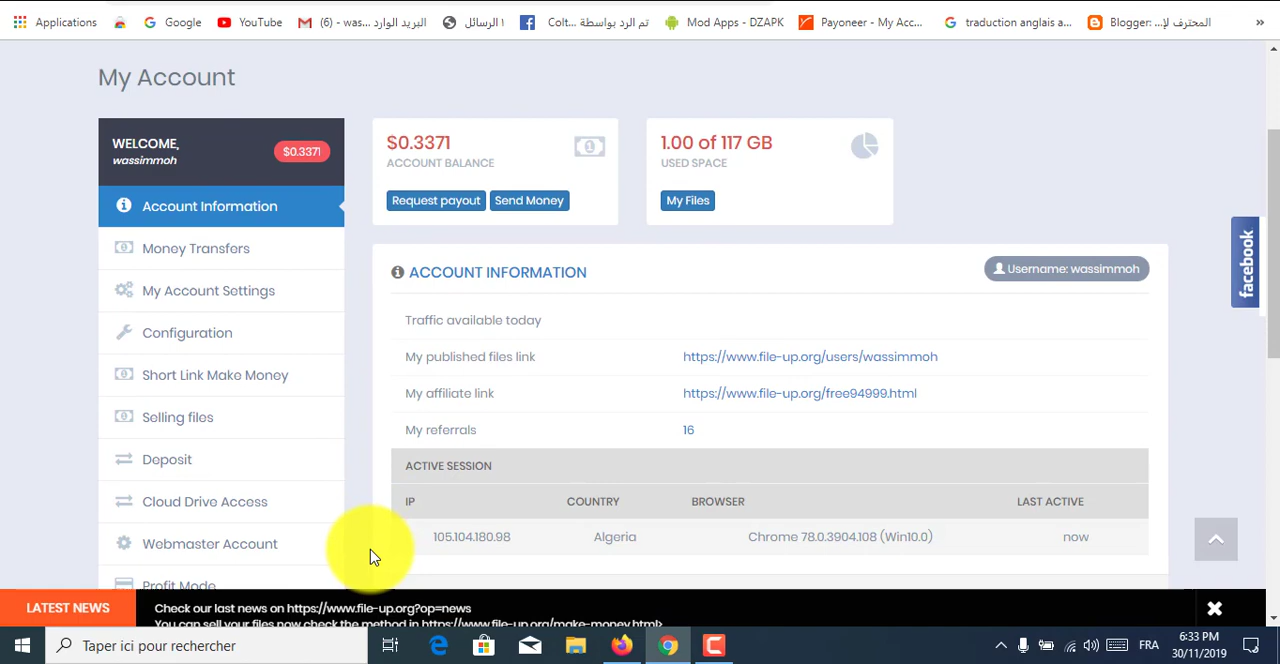 Applications
Google
YouTube
(6) - was... البريد الوارد
الرسائل ١
تم الرد بواسطة Colt...
Mod Apps - DZAPK
Payoneer - My Acc...
traduction anglais a...
Blogger: ...المحترف لإ
»
My Account
WELCOME,
wassimmoh
$0.3371
Account Information
Money Transfers
My Account Settings
Configuration
Short Link Make Money
Selling files
Deposit
Cloud Drive Access
Webmaster Account
Profit Mode
$0.3371
ACCOUNT BALANCE
Request payout
Send Money
1.00 of 117 GB
USED SPACE
My Files
ACCOUNT INFORMATION
Username: wassimmoh
Traffic available today
My published files link https://www.file-up.org/users/wassimmoh
My affiliate link https://www.file-up.org/free94999.html
My referrals 16
ACTIVE SESSION
IP COUNTRY BROWSER LAST ACTIVE
105.104.180.98 Algeria Chrome 78.0.3904.108 (Win10.0) now
facebook
LATEST NEWS
Check our last news on https://www.file-up.org?op=news
You can sell your files now check the method in https://www.file-up.org/make-money.html>
Taper ici pour rechercher
FRA
6:33 PM
30/11/2019